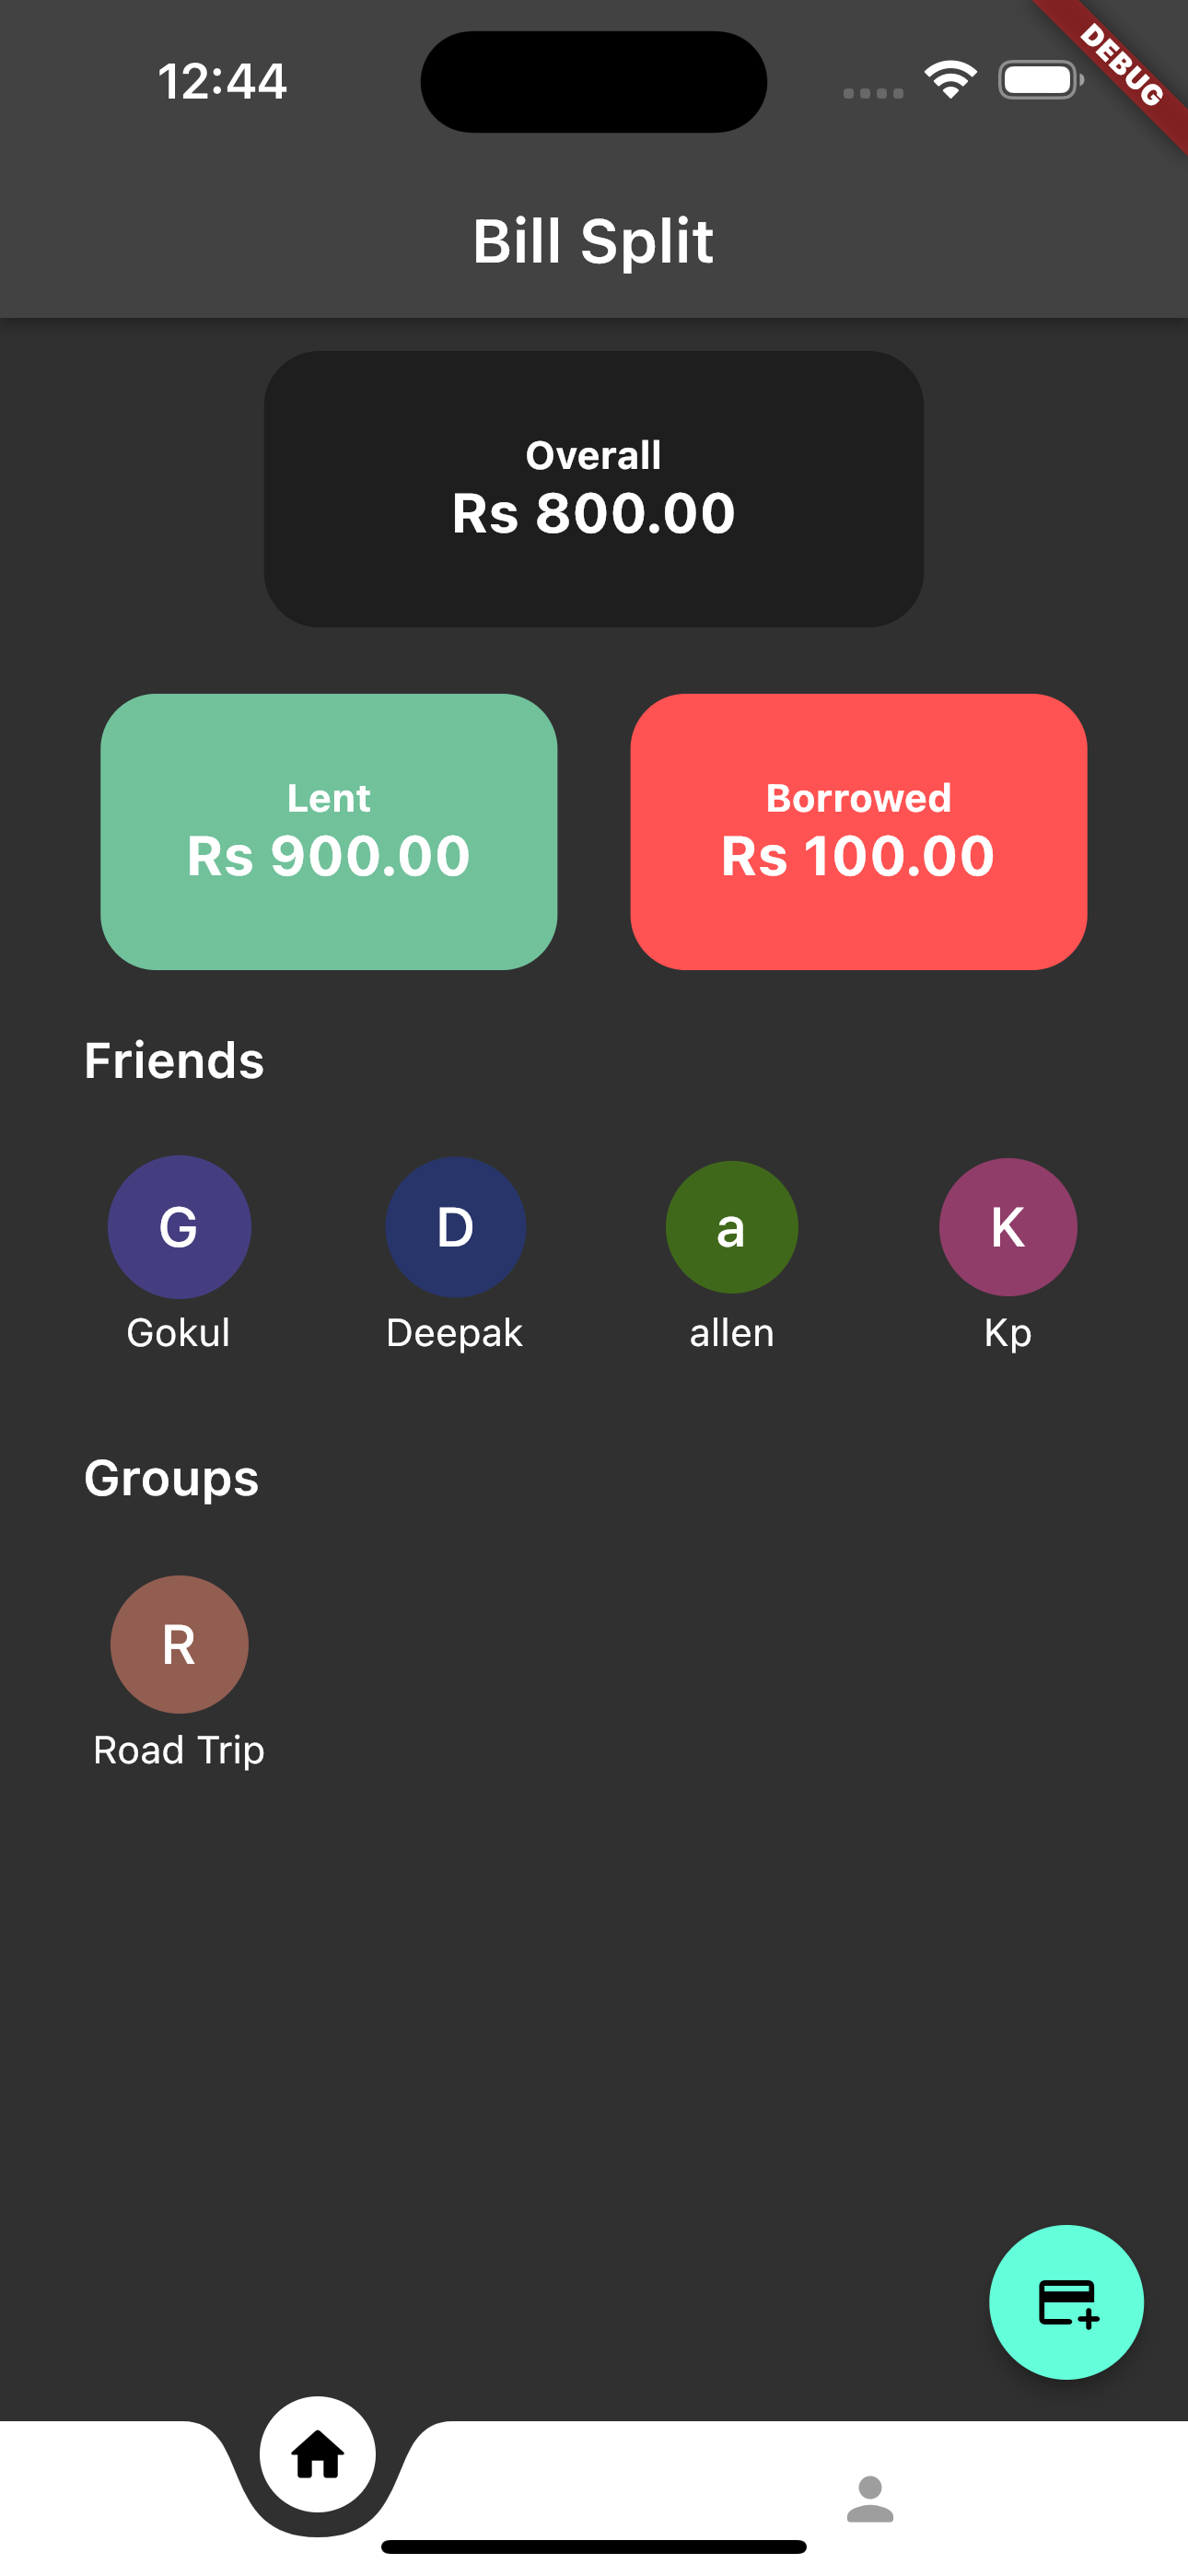 12:44
DEBUG
Bill Split
Overall
Rs 800.00
Lent
Rs 900.00
Borrowed
Rs 100.00
Friends
G
D
a
K
Gokul
Deepak
allen
Kp
Groups
R
Road Trip